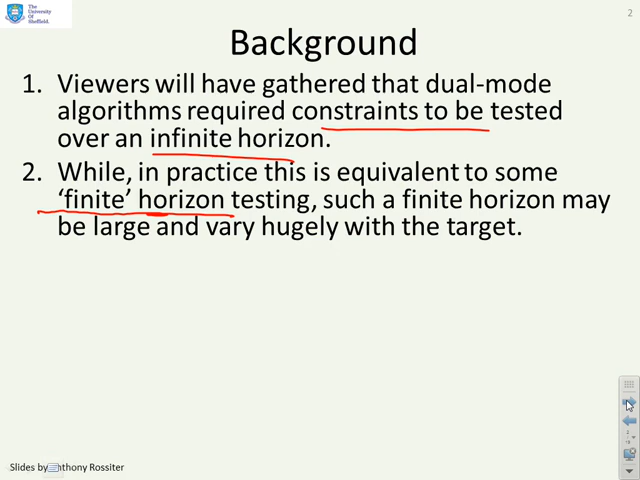 The
University
Of
Sheffield.
2
Background
1. Viewers will have gathered that dual-mode
algorithms required constraints to be tested
over an infinite horizon.
2. While, in practice this is equivalent to some
‘finite’ horizon testing, such a finite horizon may
be large and vary hugely with the target.
Slides by Anthony Rossiter